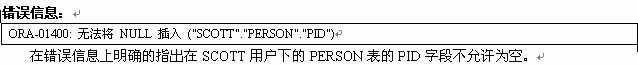 错误信息：
ORA-01400: 无法将 NULL 插入 ("SCOTT"."PERSON"."PID")
在错误信息上明确的指出在 SCOTT 用户下的 PERSON 表的 PID 字段不允许为空。